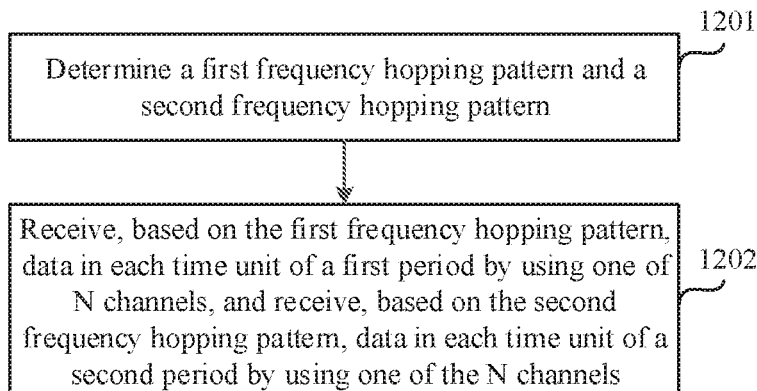 1201
Determine a first frequency hopping pattern and a
second frequency hopping pattern
Receive, based on the first frequency hopping pattern,
data in each time unit of a first period by using one of
N channels, and receive, based on the second
frequency hopping pattern, data in each time unit of a
second period by using one of the N channels
1202